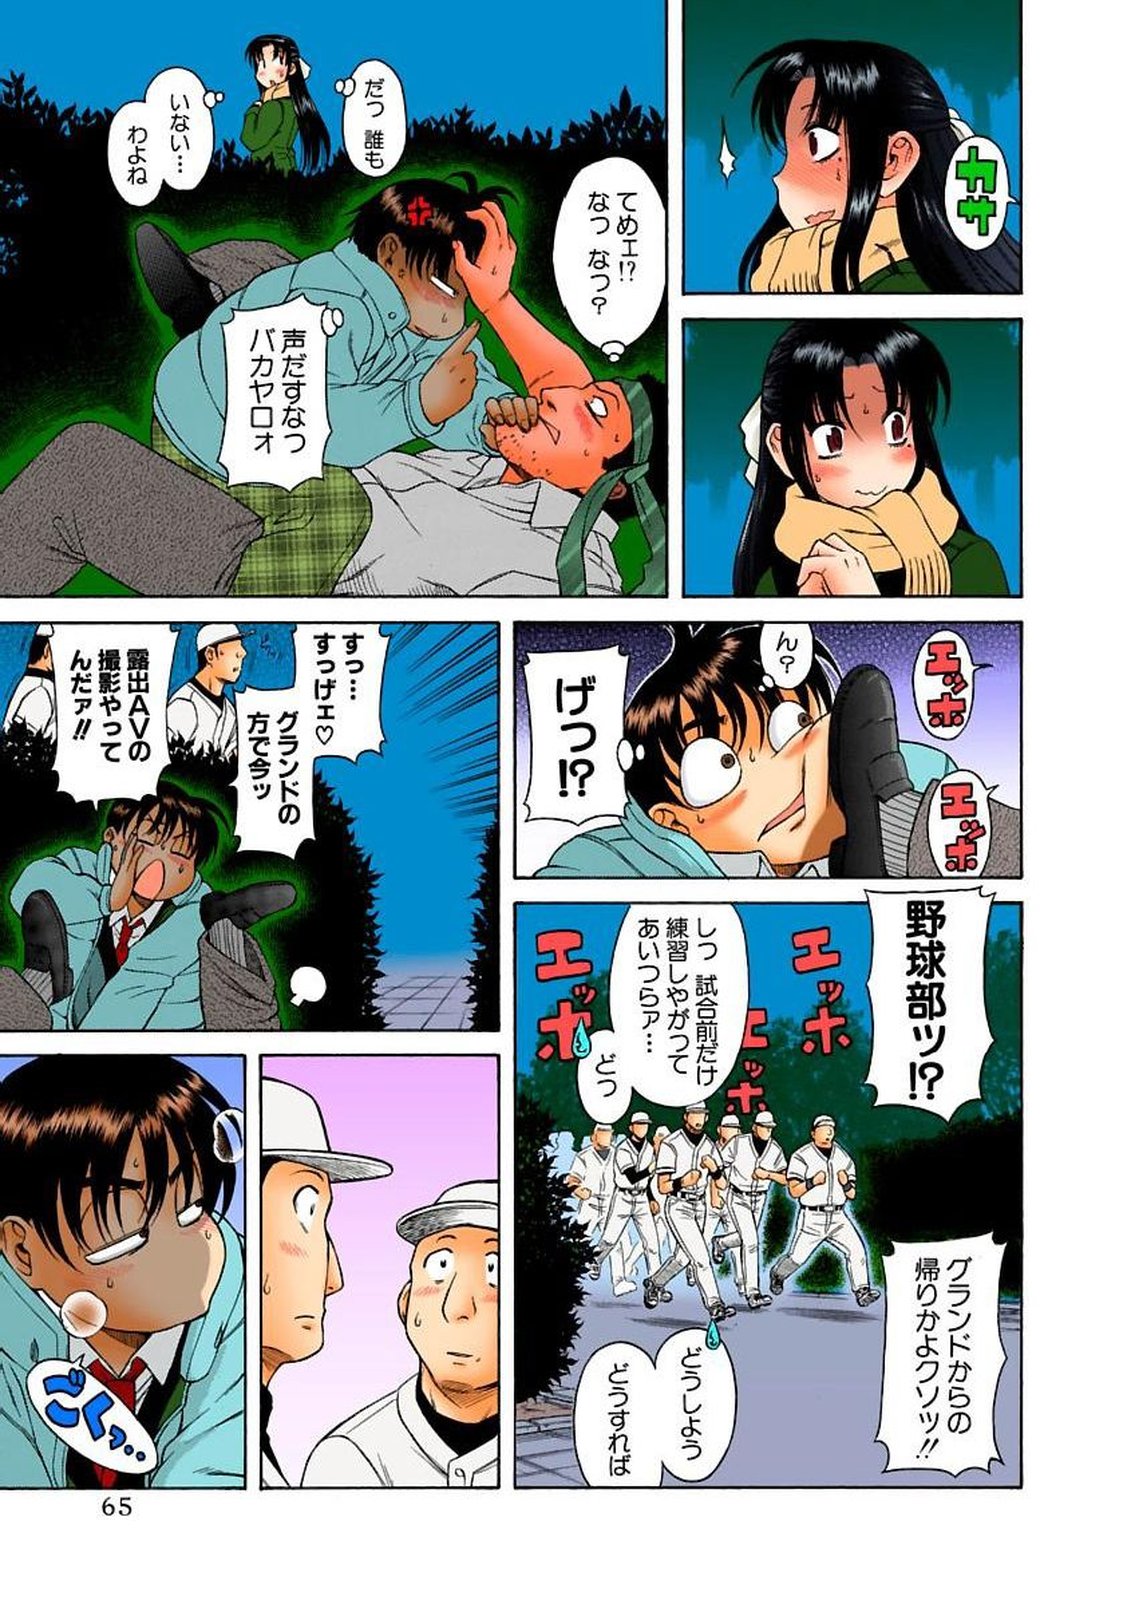 カサ
だっ 誰も
いない…
わよね
てめェ!?
なっ なっ?
声だすなっ
バカヤロォ
エッホ
エッホ
ん?
げっ!?
すっ…
すっげェ♡
グランドの
方で今ッ
露出AVの
撮影やって
んだァ!!
野球部ッ!?
エッホ
エッホ
エッホ
しっ 試合前だけ
練習しやがって
あいつらァ…
どっ
グランドからの
帰りかよクソッ!!
どうしよう
どうすれば
ごくっ‥
65